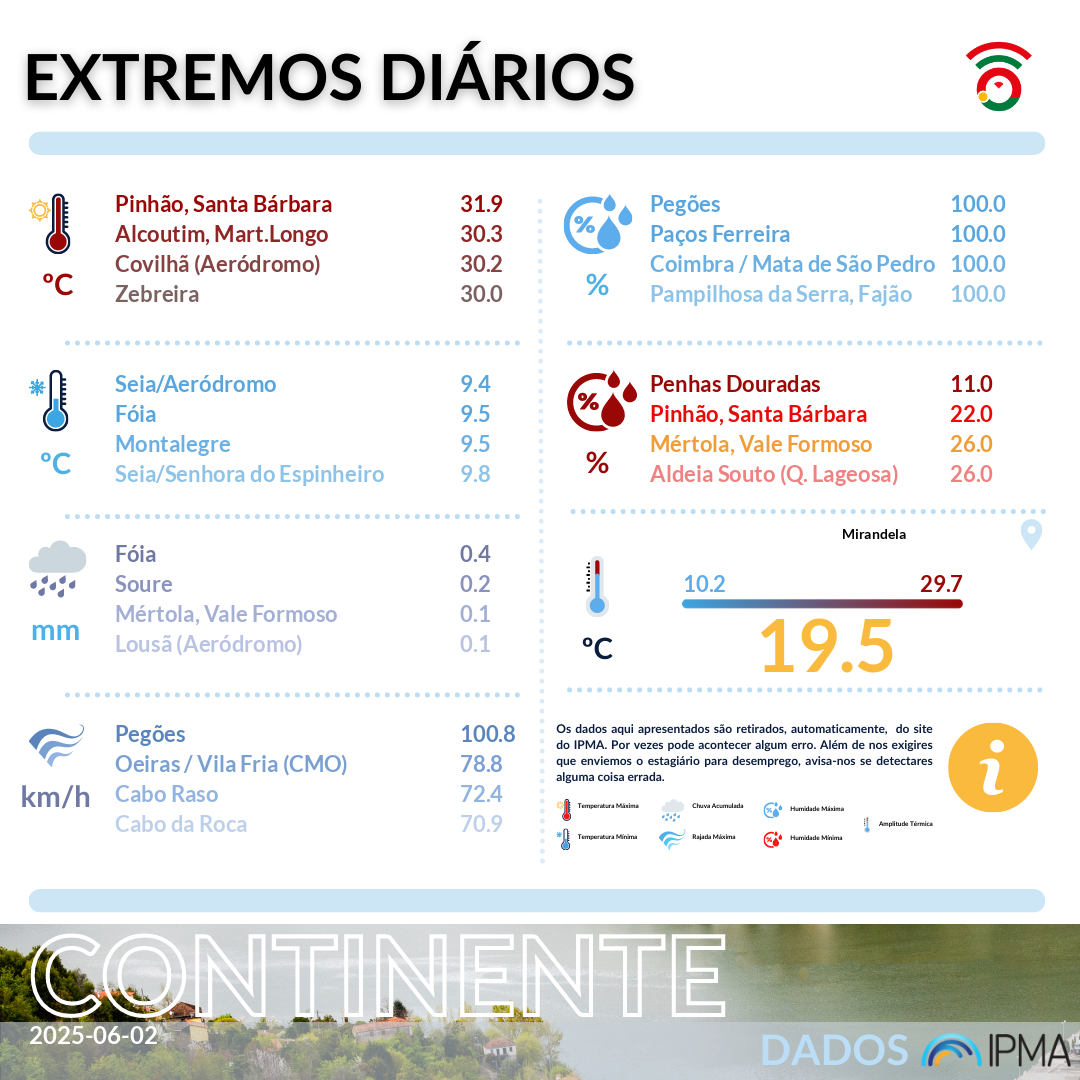 EXTREMOS DIÁRIOS
Pinhão, Santa Bárbara 31.9
Alcoutim, Mart.Longo 30.3
Covilhã (Aeródromo) 30.2
Zebreira 30.0
ºC
Seia/Aeródromo 9.4
Fóia 9.5
Montalegre 9.5
Seia/Senhora do Espinheiro 9.8
ºC
Fóia 0.4
Soure 0.2
Mértola, Vale Formoso 0.1
Lousã (Aeródromo) 0.1
mm
Pegões 100.8
Oeiras / Vila Fria (CMO) 78.8
Cabo Raso 72.4
Cabo da Roca 70.9
km/h
%
Pegões 100.0
Paços Ferreira 100.0
Coimbra / Mata de São Pedro 100.0
Pampilhosa da Serra, Fajão 100.0
%
%
Penhas Douradas 11.0
Pinhão, Santa Bárbara 22.0
Mértola, Vale Formoso 26.0
Aldeia Souto (Q. Lageosa) 26.0
%
Mirandela
10.2 29.7
19.5
ºC
Os dados aqui apresentados são retirados, automaticamente, do site
do IPMA. Por vezes pode acontecer algum erro. Além de nos exigires
que enviemos o estagiário para desemprego, avisa-nos se detectares
alguma coisa errada.
i
Temperatura Máxima Chuva Acumulada Humidade Máxima
Amplitude Térmica
Temperatura Mínima Rajada Máxima Humidade Mínima
CONTINENTE
2025-06-02
DADOS IPMA